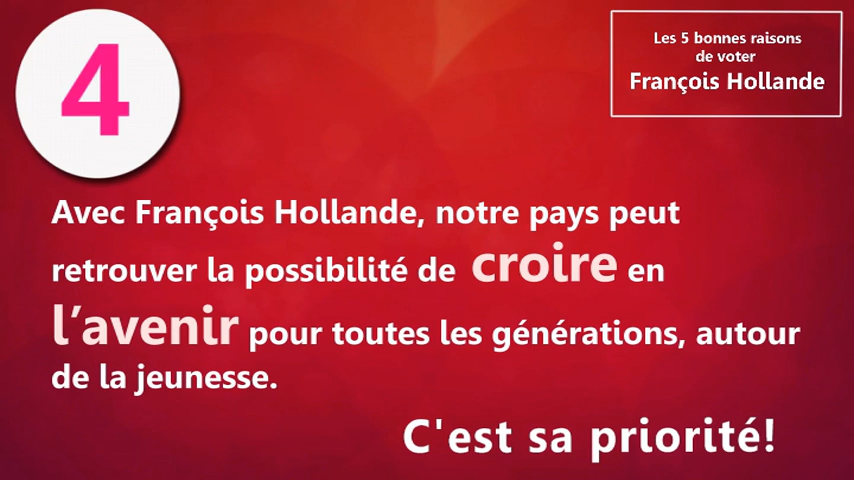 4
Les 5 bonnes raisons
de voter
François Hollande
Avec François Hollande, notre pays peut
retrouver la possibilité de croire en
l’avenir pour toutes les générations, autour
de la jeunesse.
C'est sa priorité!